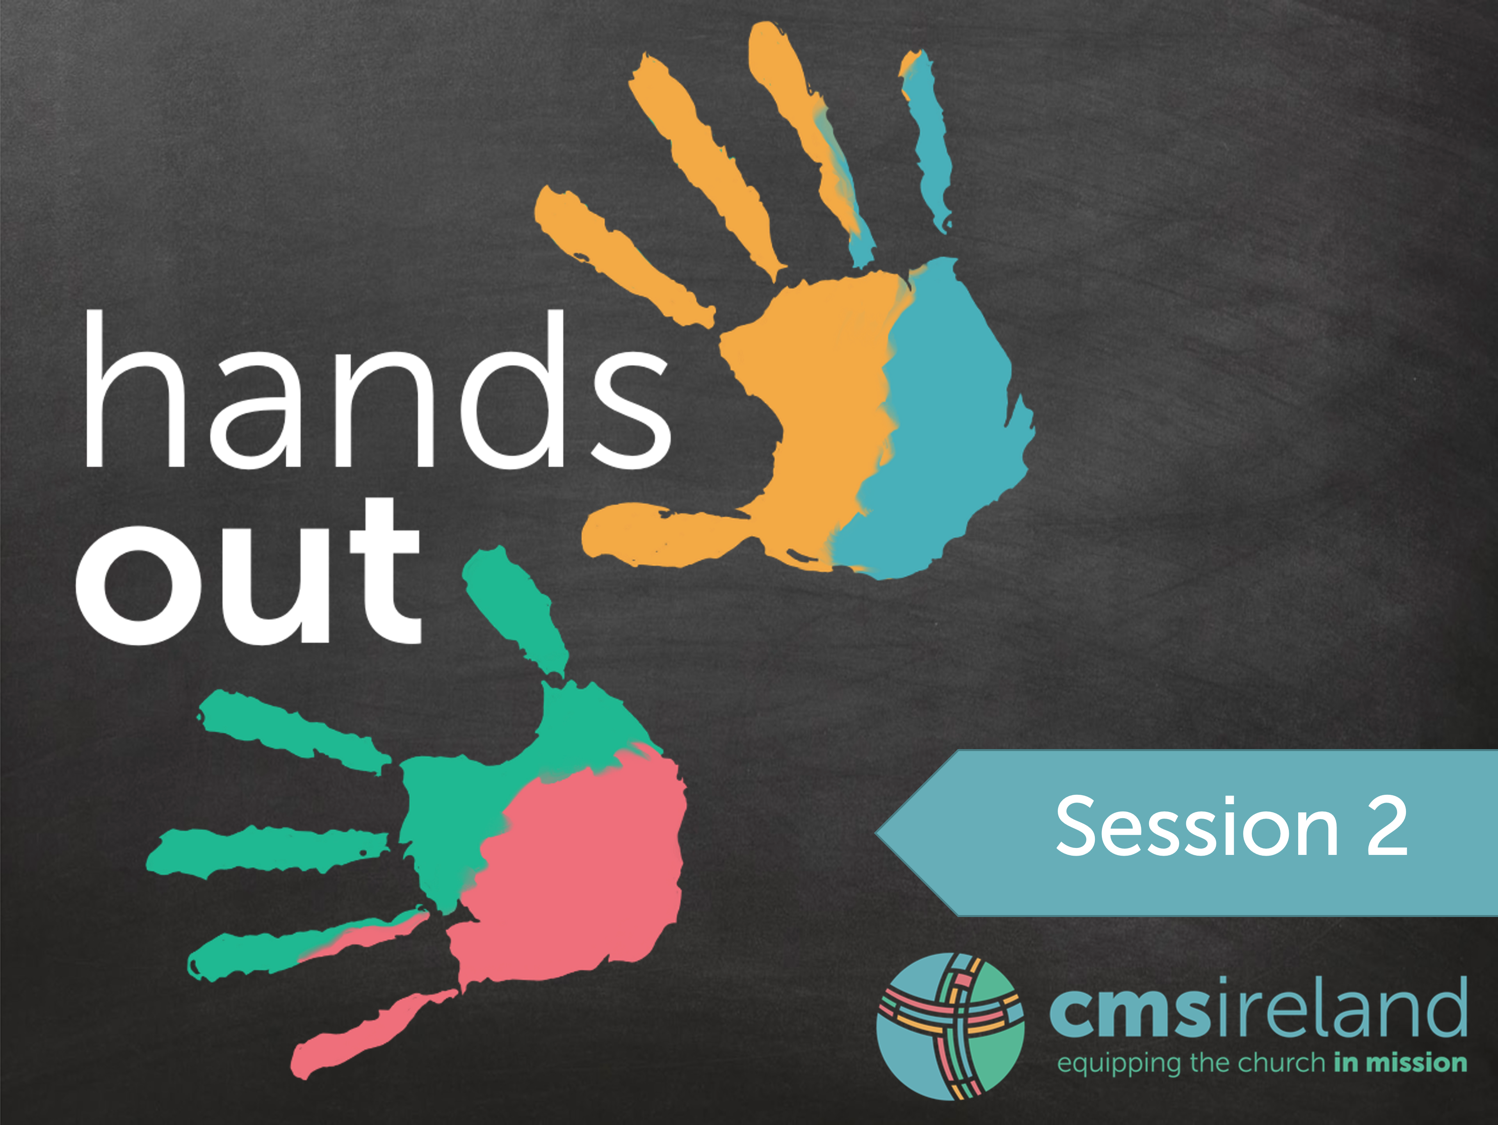 hands
out
Session 2
cmsireland
equipping the church in mission